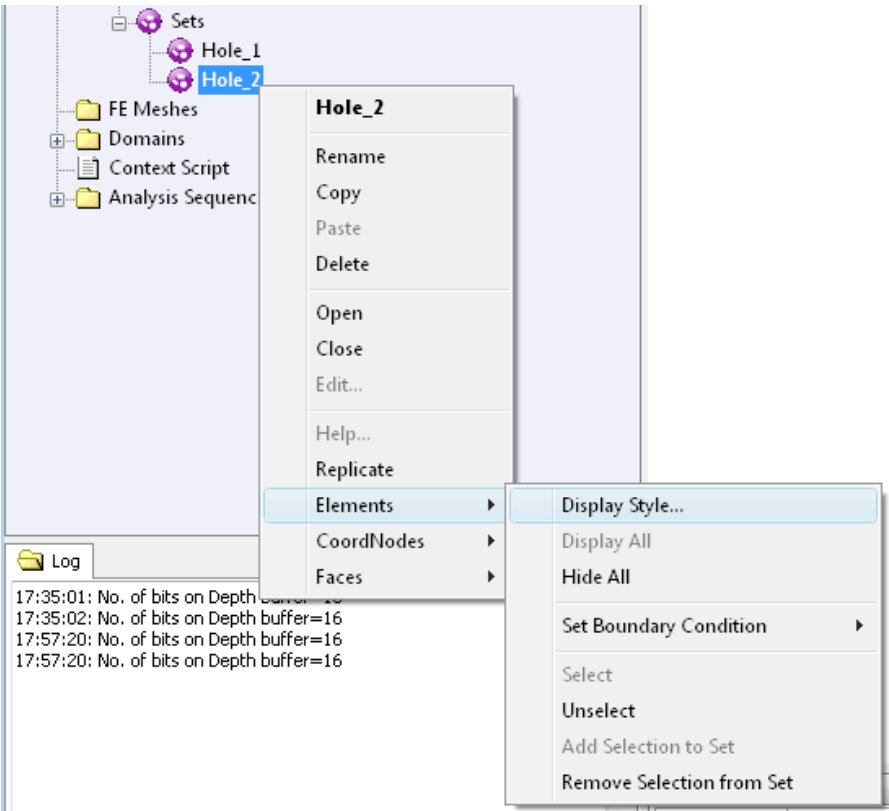 Sets
Hole_1
Hole_2
FE Meshes
Domains
Context Script
Analysis Sequenc
Hole_2
Rename
Copy
Paste
Delete
Open
Close
Edit...
Help...
Replicate
Elements
CoordNodes
Faces
Display Style...
Display All
Hide All
Set Boundary Condition
Select
Unselect
Add Selection to Set
Remove Selection from Set
Log
17:35:01: No. of bits on Depth buffer=16
17:35:02: No. of bits on Depth buffer=16
17:57:20: No. of bits on Depth buffer=16
17:57:20: No. of bits on Depth buffer=16